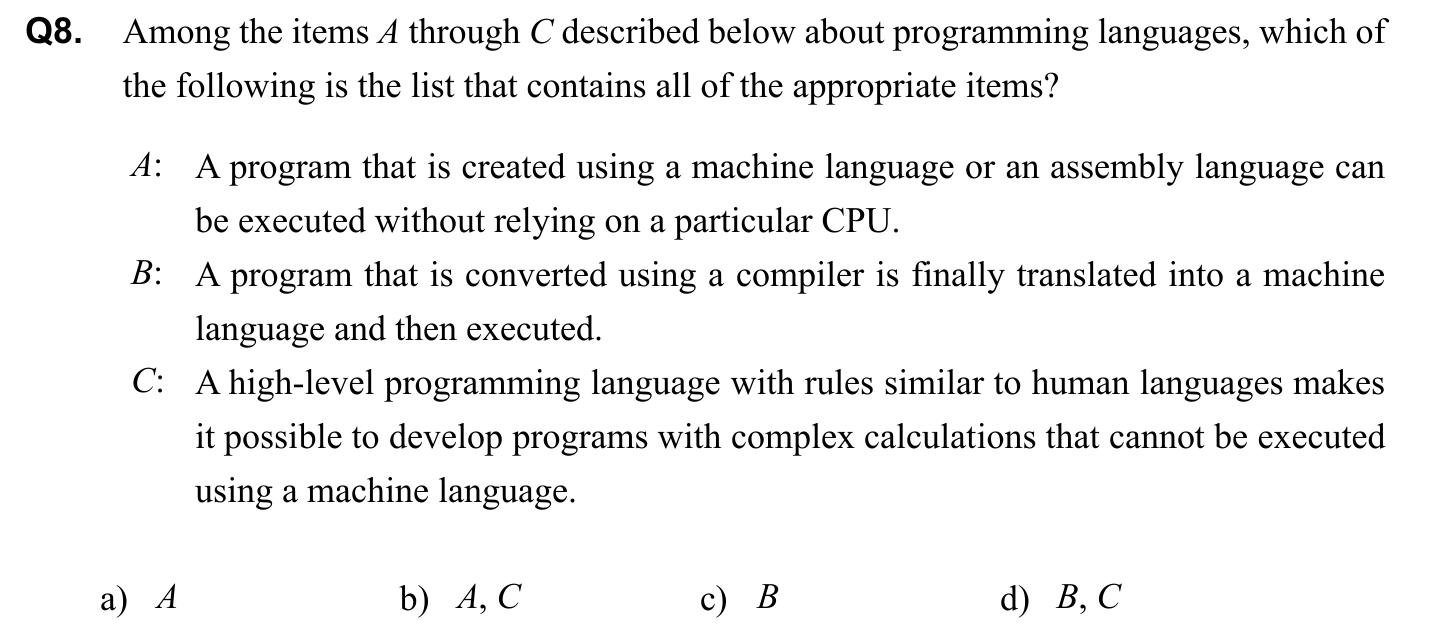 Q8. Among the items A through C described below about programming languages, which of
the following is the list that contains all of the appropriate items?
A: A program that is created using a machine language or an assembly language can
be executed without relying on a particular CPU.
B: A program that is converted using a compiler is finally translated into a machine
language and then executed.
C: A high-level programming language with rules similar to human languages makes
it possible to develop programs with complex calculations that cannot be executed
using a machine language.
a) A b) A, C c) B d) B, C